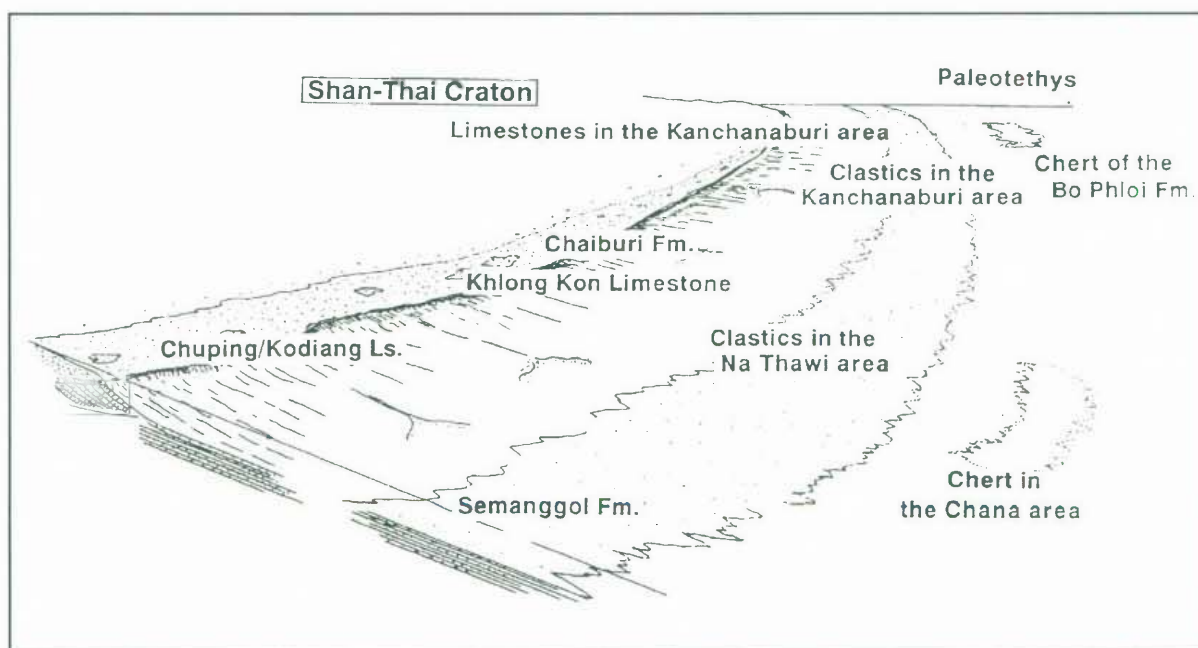 Shan-Thai Craton
Paleotethys
Limestones in the Kanchanaburi area
Chert of the
Bo Phloi Fm.
Clastics in the
Kanchanaburi area
Chaiburi Fm.
Khlong Kon Limestone
Chuping/Kodiang Ls.
Clastics in the
Na Thawi area
Semanggol Fm.
Chert in
the Chana area